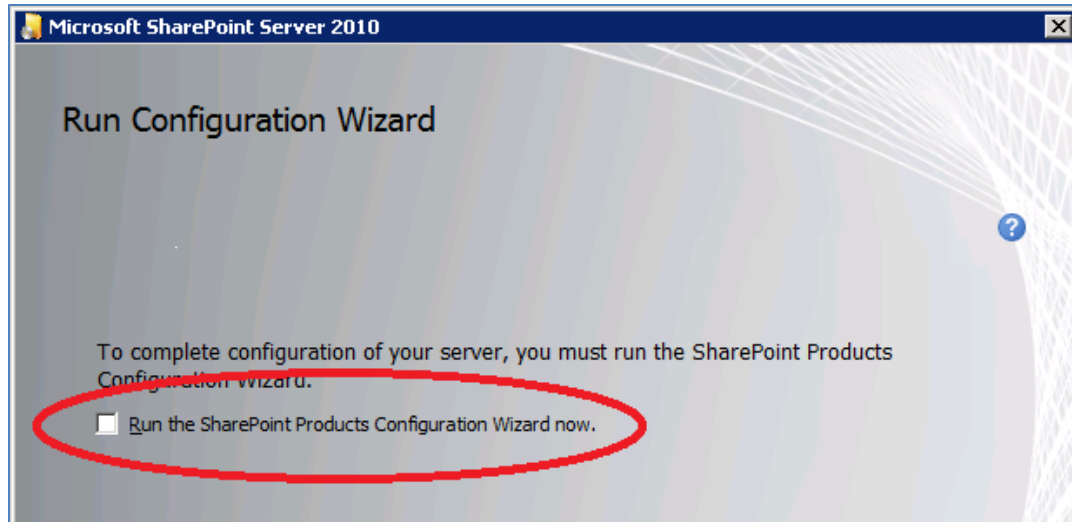 Microsoft SharePoint Server 2010
Run Configuration Wizard
?
To complete configuration of your server, you must run the SharePoint Products
Configuration Wizard.
Run the SharePoint Products Configuration Wizard now.